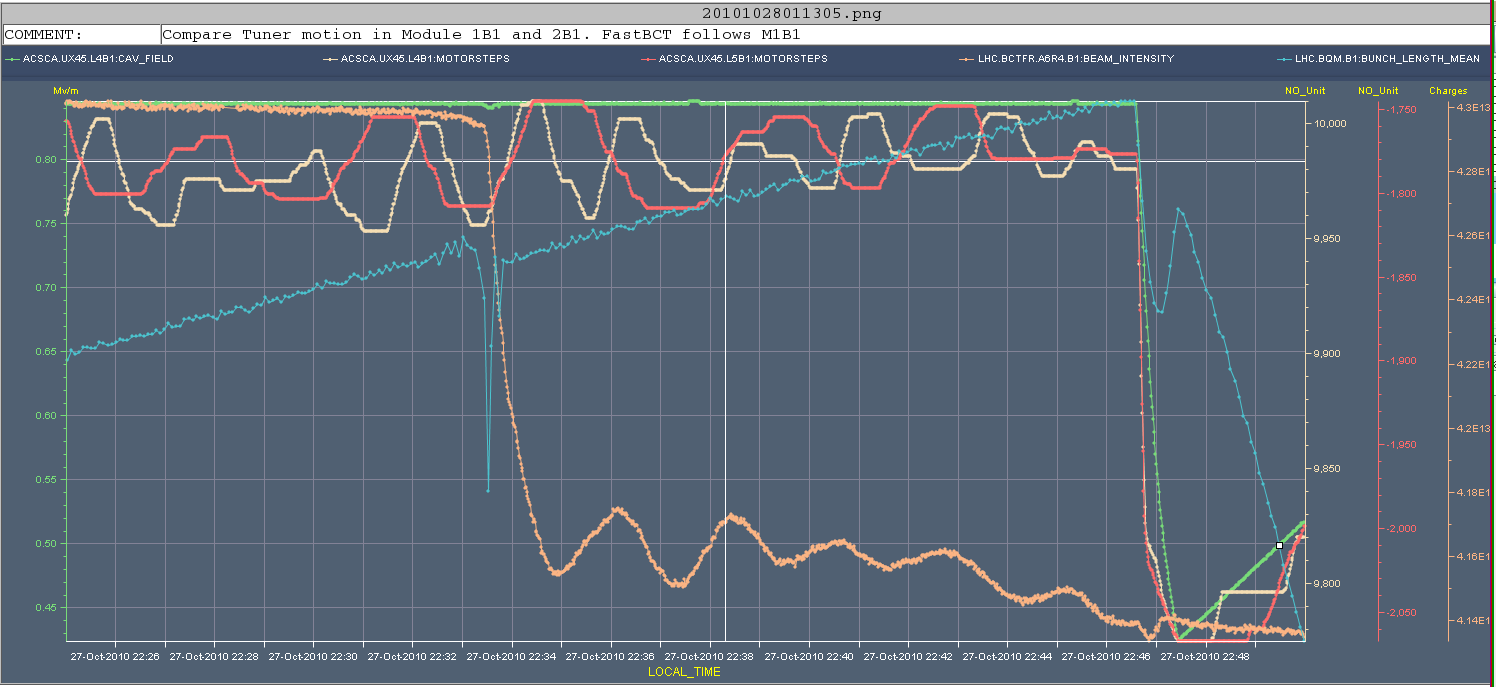 20101028011305.png
COMMENT: Compare Tuner motion in Module 1B1 and 2B1. FastBCT follows M1B1
ACSCA.UX45.L4B1:CAV_FIELD ACSCA.UX45.L4B1:MOTORSTEPS ACSCA.UX45.L5B1:MOTORSTEPS LHC.BCTFR.A6R4.B1:BEAM_INTENSITY LHC.BQM.B1:BUNCH_LENGTH_MEAN
Mv/m NO_Unit NO_Unit Charges
4.3E13
-1,750
10,000
0.80
4.28E1
-1,800
0.75
4.26E1
9,950
-1,850
0.70
4.24E1
0.65
9,900
-1,900
4.22E1
0.60
4.2E13
-1,950
9,850
0.55
4.18E1
-2,000
0.50
4.16E1
9,800
0.45
-2,050
4.14E1
27-Oct-2010 22:26 27-Oct-2010 22:28 27-Oct-2010 22:30 27-Oct-2010 22:32 27-Oct-2010 22:34 27-Oct-2010 22:36 27-Oct-2010 22:38 27-Oct-2010 22:40 27-Oct-2010 22:42 27-Oct-2010 22:44 27-Oct-2010 22:46 27-Oct-2010 22:48
LOCAL_TIME